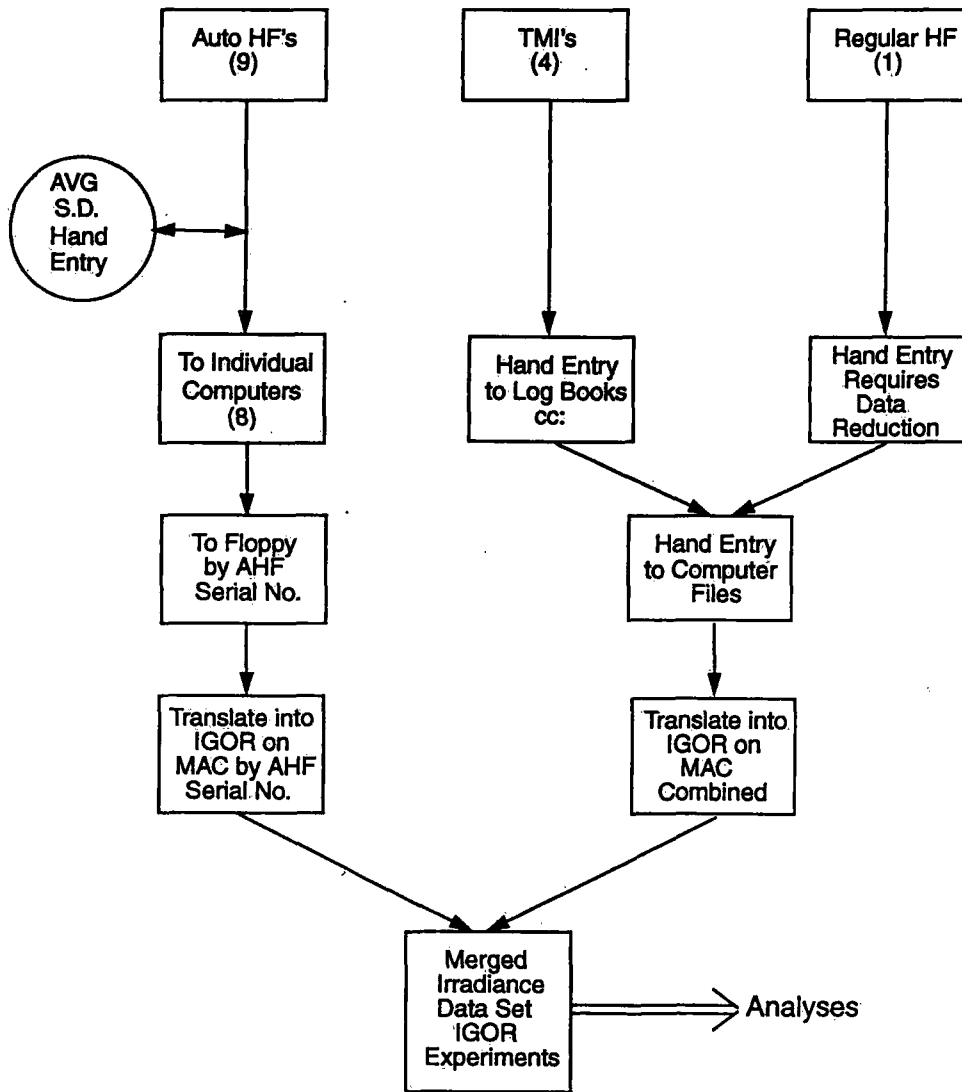 Auto HF's
(9)
TMI's
(4)
Regular HF
(1)
AVG
S.D.
Hand
Entry
To Individual
Computers
(8)
Hand Entry
to Log Books
cc:
Hand Entry
Requires
Data
Reduction
To Floppy
by AHF
Serial No.
Hand Entry
to Computer
Files
Translate into
IGOR on
MAC by AHF
Serial No.
Translate into
IGOR on
MAC
Combined
Merged
Irradiance
Data Set
IGOR
Experiments
Analyses